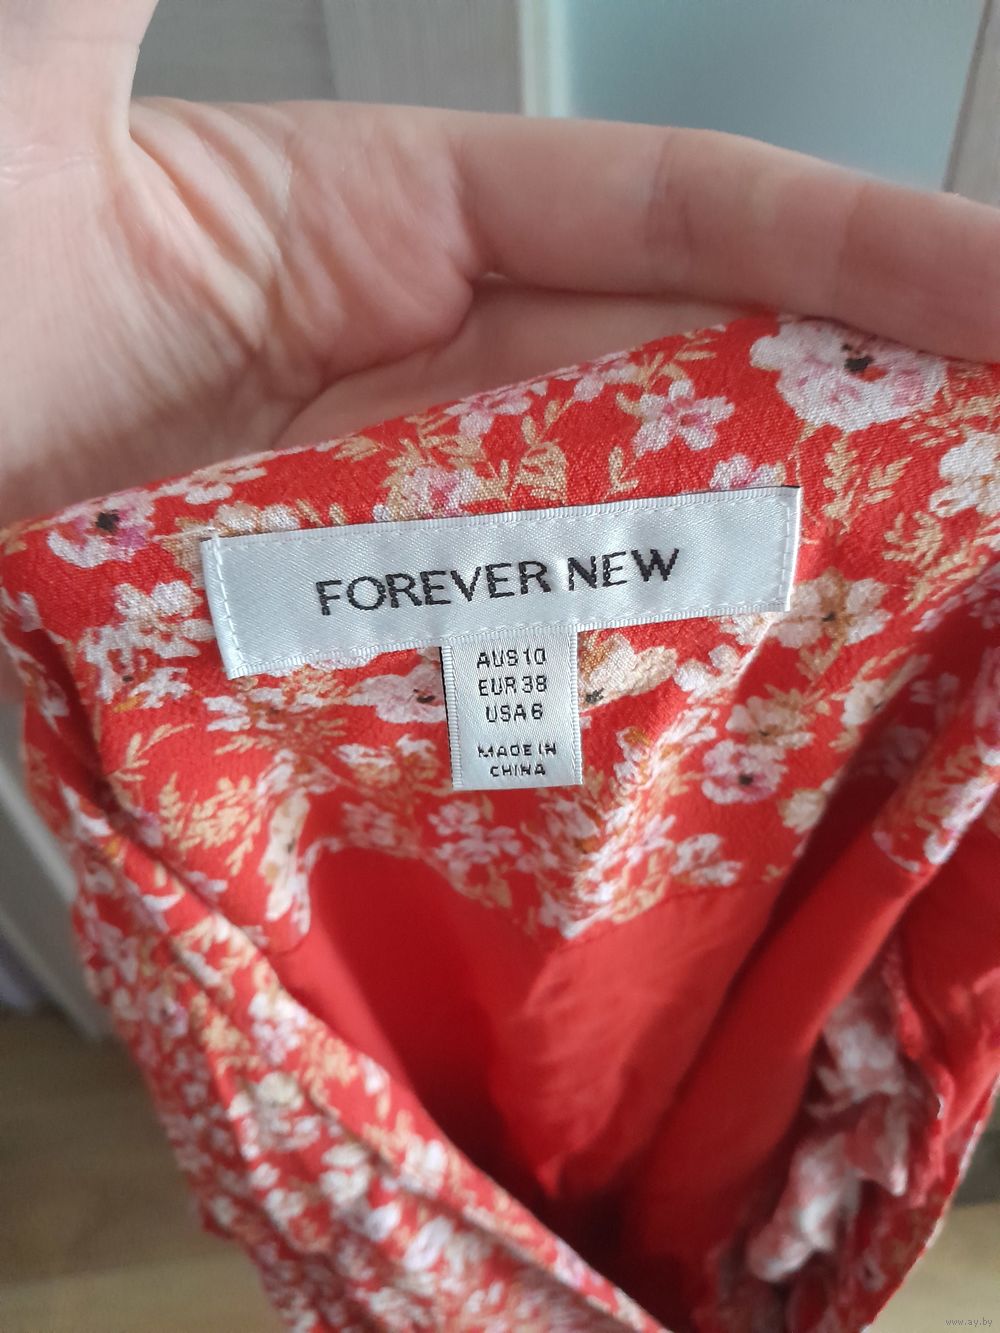 FOREVER NEW
AUS 10
EUR 38
USA 6
MADE IN
CHINA
www.ay.by